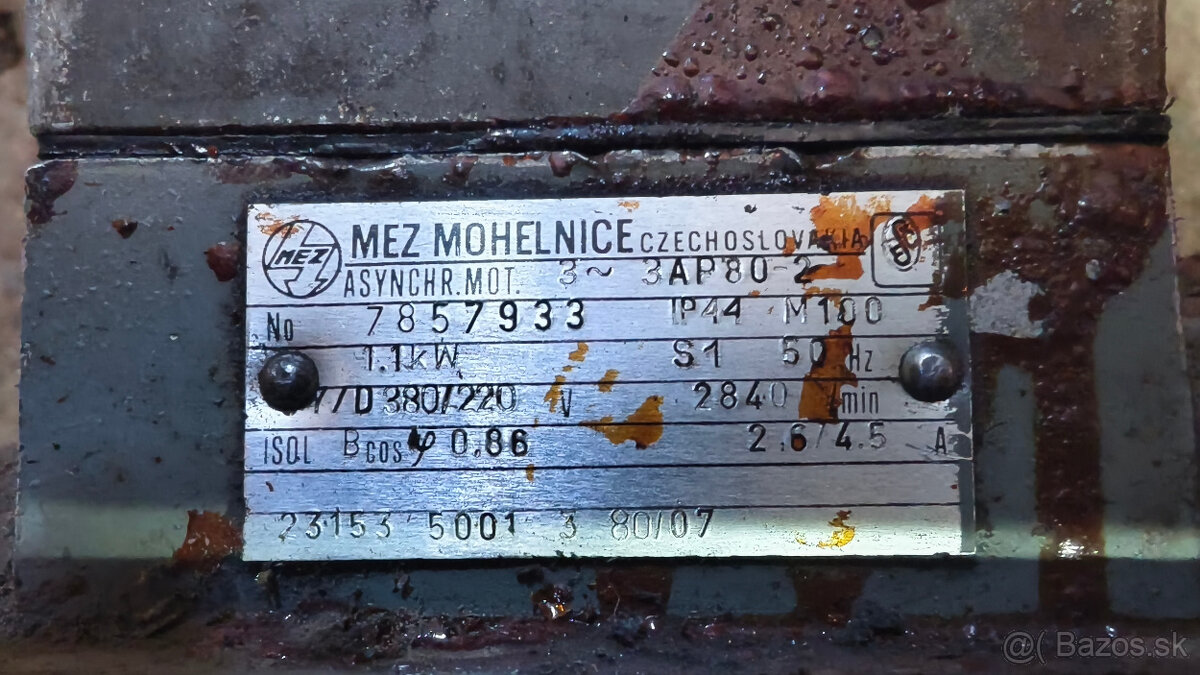 MEZ MEZ MOHELNICE CZECHOSLOVAKIA
ASYNCHR. MOT. 3~ 3AP80-2
No 7857933 IP44 M100
1.1kW S1 50 Hz
Y/D 380/220 V 2840 /min
ISOL B cos φ 0,86 2.6/4.5 A
23153 5001 3 80/07
@( Bazos.sk